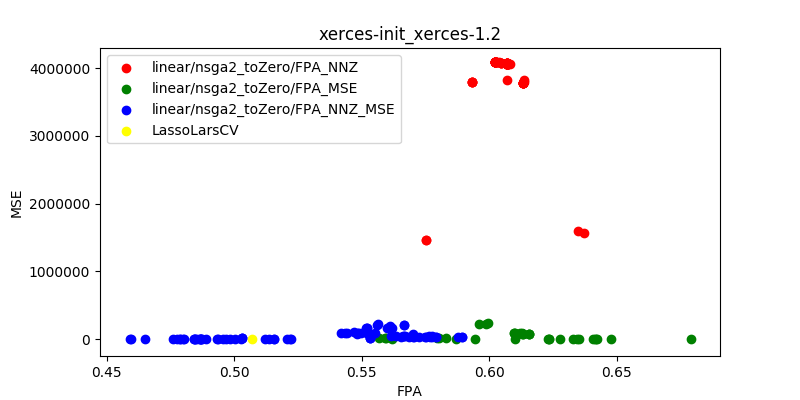 xerces-init_xerces-1.2
linear/nsga2_toZero/FPA_NNZ
linear/nsga2_toZero/FPA_MSE
linear/nsga2_toZero/FPA_NNZ_MSE
LassoLarsCV
MSE
4000000
3000000
2000000
1000000
0
0.45 0.50 0.55 0.60 0.65
FPA